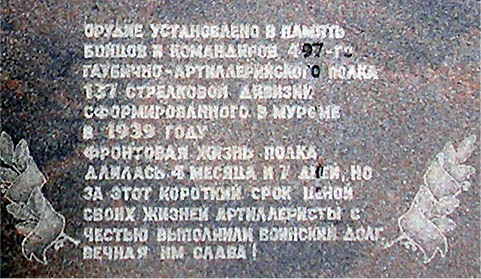 ОРУДИЕ УСТАНОВЛЕНО В ПАМЯТЬ
БОЙЦОВ И КОМАНДИРОВ 497-ГО
ГАУБИЧНО-АРТИЛЛЕРИЙСКОГО ПОЛКА
137 СТРЕЛКОВОЙ ДИВИЗИИ,
СФОРМИРОВАННОГО В МУРОМЕ
В 1939 ГОДУ
ФРОНТОВАЯ ЖИЗНЬ ПОЛКА
ДЛИЛАСЬ 4 МЕСЯЦА И 7 ДНЕЙ, НО
ЗА ЭТОТ КОРОТКИЙ СРОК ЦЕНОЙ
СВОИХ ЖИЗНЕЙ АРТИЛЛЕРИСТЫ С
ЧЕСТЬЮ ВЫПОЛНИЛИ ВОИНСКИЙ ДОЛГ.
ВЕЧНАЯ ИМ СЛАВА!